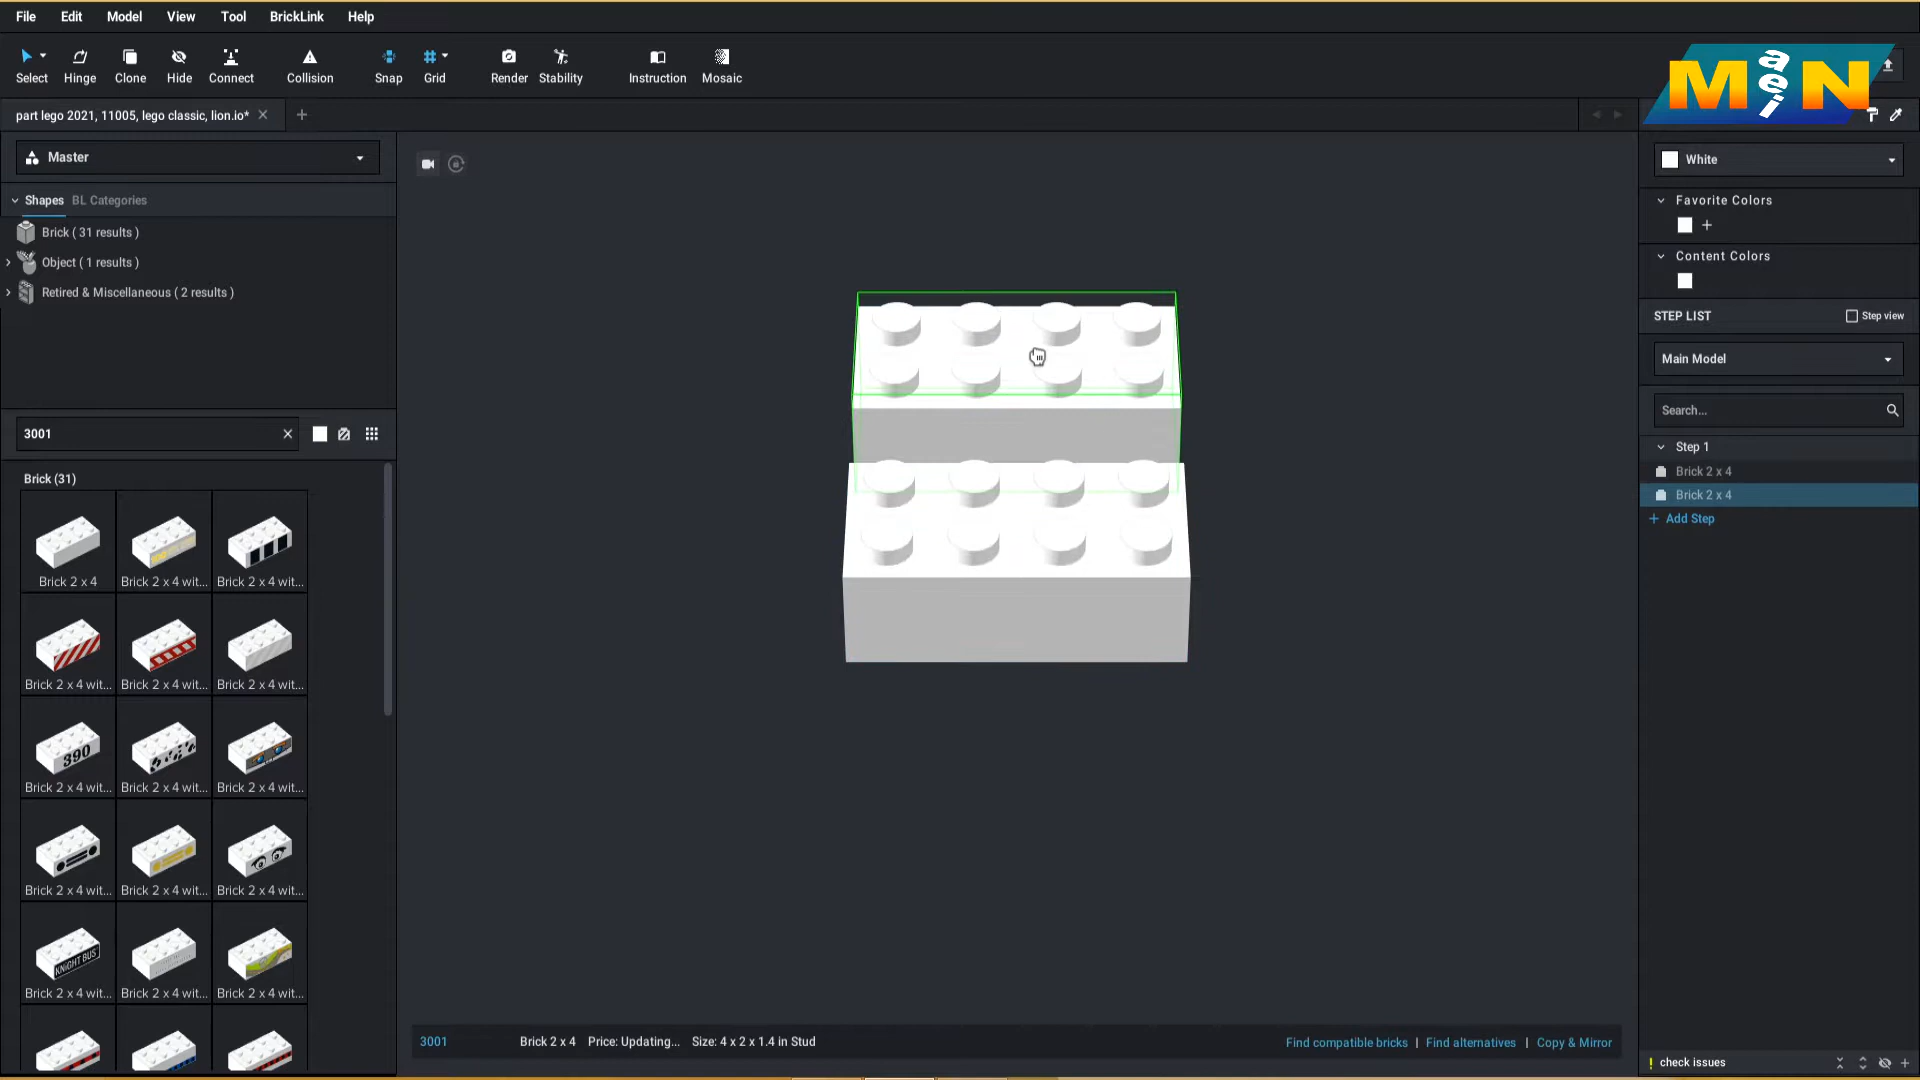 File Edit Model View Tool BrickLink Help
Select Hinge Clone Hide Connect Collision Snap Grid Render Stability Instruction Mosaic
MaeiN
part lego 2021, 11005, lego classic, lion.io*
Master
White
Shapes BL Categories
Favorite Colors
Brick ( 31 results )
Object ( 1 results )
Content Colors
Retired & Miscellaneous ( 2 results )
STEP LIST Step view
Main Model
3001
Search...
Step 1
Brick 2 x 4
Brick 2 x 4
Add Step
Brick (31)
Brick 2 x 4 Brick 2 x 4 wit... Brick 2 x 4 wit...
Brick 2 x 4 wit... Brick 2 x 4 wit... Brick 2 x 4 wit...
390
Brick 2 x 4 wit... Brick 2 x 4 wit... Brick 2 x 4 wit...
Brick 2 x 4 wit... Brick 2 x 4 wit... Brick 2 x 4 wit...
KNIGHT BUS
Brick 2 x 4 wit... Brick 2 x 4 wit... Brick 2 x 4 wit...
3001 Brick 2 x 4 Price: Updating... Size: 4 x 2 x 1.4 in Stud Find compatible bricks | Find alternatives | Copy & Mirror
check issues